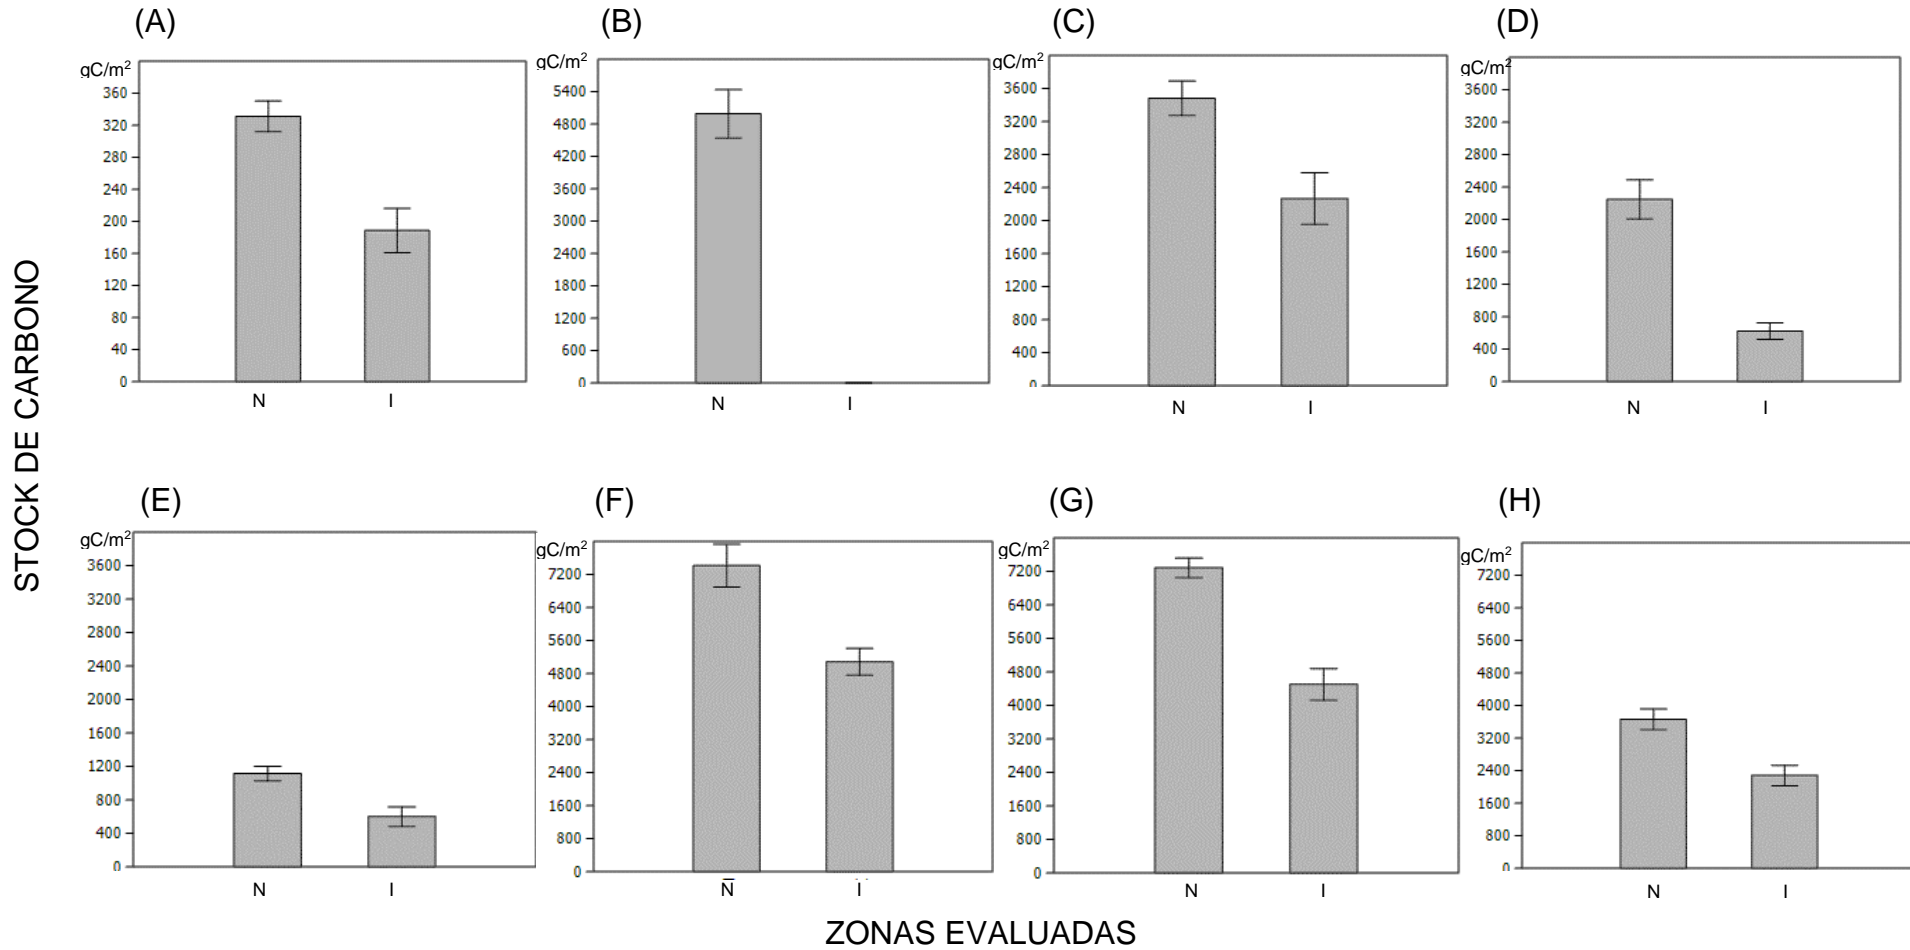 (A) (B) (C) (D)
gC/m² gC/m² gC/m² gC/m²
360 320 280 240 200 160 120 80 40 0
5400 4800 4200 3600 3000 2400 1800 1200 600 0
3600 3200 2800 2400 2000 1600 1200 800 400 0
3600 3200 2800 2400 2000 1600 1200 800 400 0
N I N I N I N I
STOCK DE CARBONO
(E) (F) (G) (H)
gC/m² gC/m² gC/m² gC/m²
3600 3200 2800 2400 2000 1600 1200 800 400 0
7200 6400 5600 4800 4000 3200 2400 1600 800 0
7200 6400 5600 4800 4000 3200 2400 1600 800 0
7200 6400 5600 4800 4000 3200 2400 1600 800 0
N I N I N I N I
ZONAS EVALUADAS